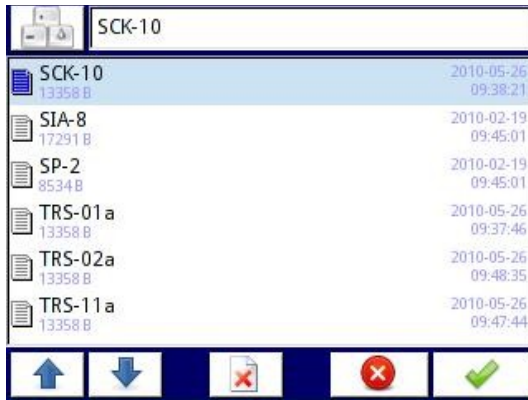 SCK-10
SCK-10 2010-05-26
13358 B 09:38:21
SIA-8 2010-02-19
17291 B 09:45:01
SP-2 2010-02-19
8534 B 09:45:01
TRS-01a 2010-05-26
13358 B 09:37:46
TRS-02a 2010-05-26
13358 B 09:48:35
TRS-11a 2010-05-26
13358 B 09:47:44